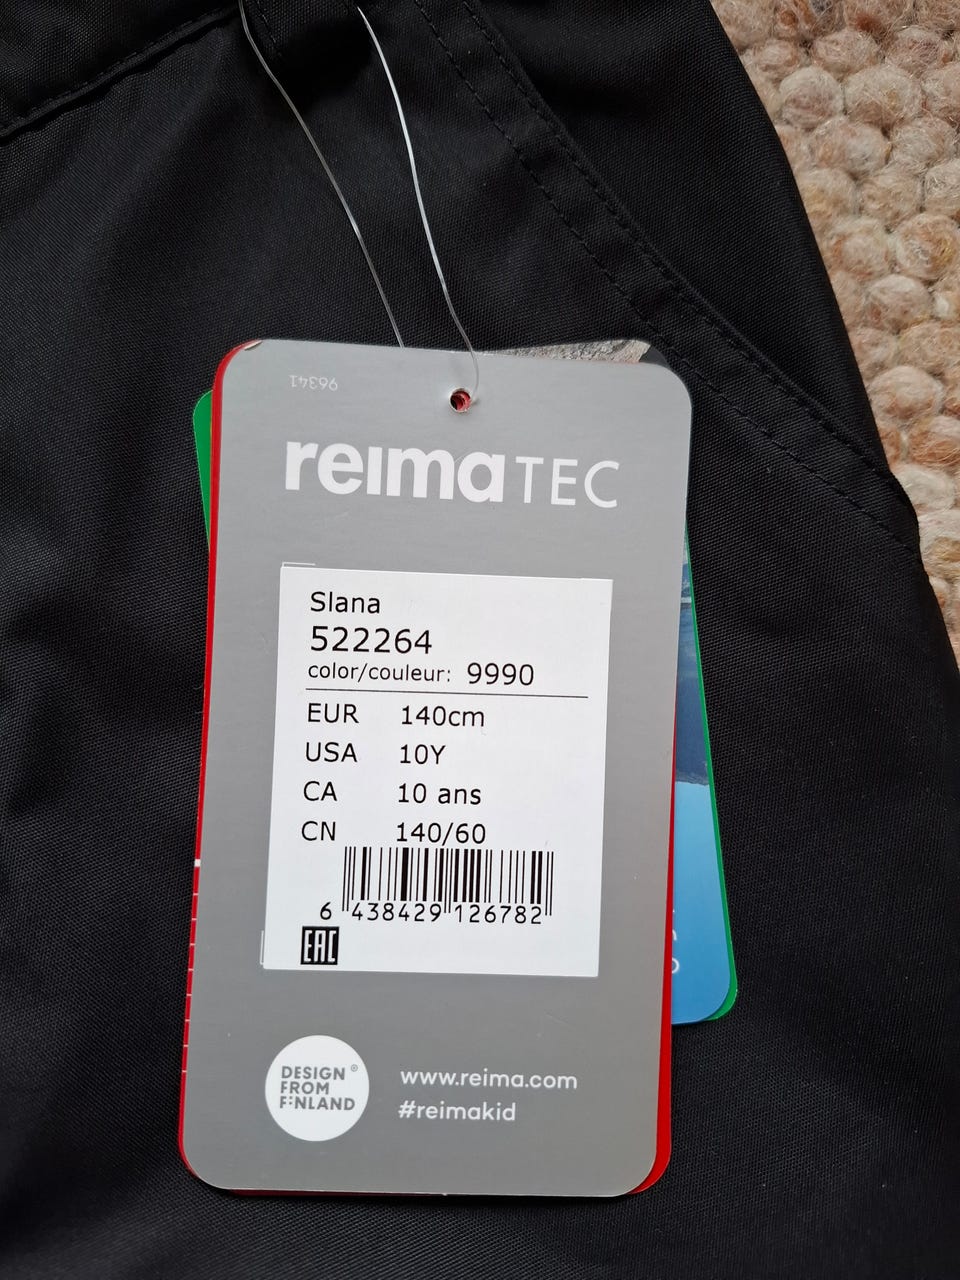 96341
reimaTEC
Slana
522264
color/couleur: 9990
EUR 140cm
USA 10Y
CA 10 ans
CN 140/60
6 438429 126782
EAC
DESIGN ®
FROM
FINLAND
www.reima.com
#reimakid